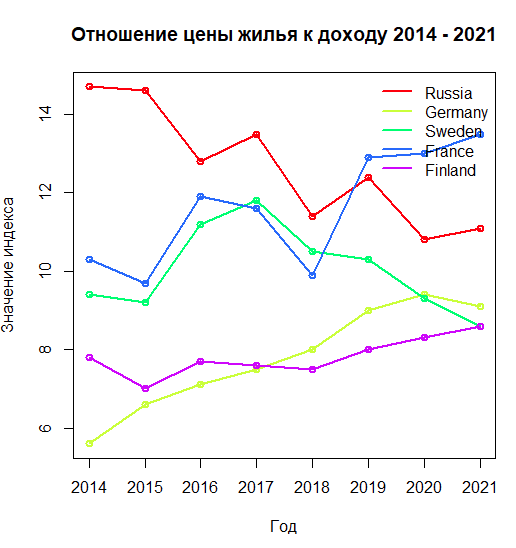 Отношение цены жилья к доходу 2014 - 2021
Значение индекса
14
12
10
8
6
Russia
Germany
Sweden
France
Finland
2014 2015 2016 2017 2018 2019 2020 2021
Год